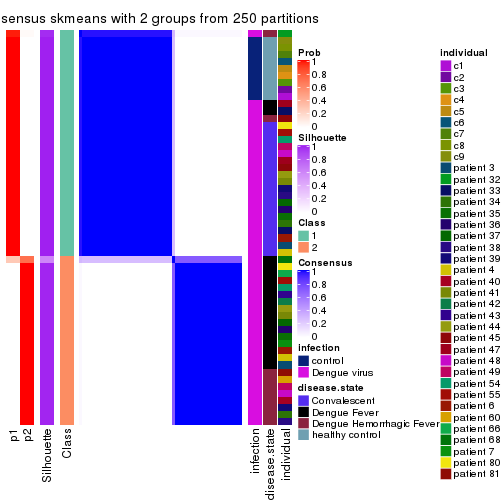 sensus skmeans with 2 groups from 250 partitions
Prob
1
0.8
0.6
0.4
0.2
0
Silhouette
1
0.8
0.6
0.4
0.2
0
Class
1
2
Consensus
1
0.8
0.6
0.4
0.2
0
infection
control
Dengue virus
disease.state
Convalescent
Dengue Fever
Dengue Hemorrhagic Fever
healthy control
individual
c1
c2
c3
c4
c5
c6
c7
c8
c9
patient 3
patient 32
patient 33
patient 34
patient 35
patient 36
patient 37
patient 38
patient 39
patient 4
patient 40
patient 41
patient 42
patient 43
patient 44
patient 45
patient 47
patient 48
patient 49
patient 54
patient 55
patient 6
patient 60
patient 66
patient 68
patient 7
patient 80
patient 81
p1
p2
Silhouette
Class
infection
disease.state
individual